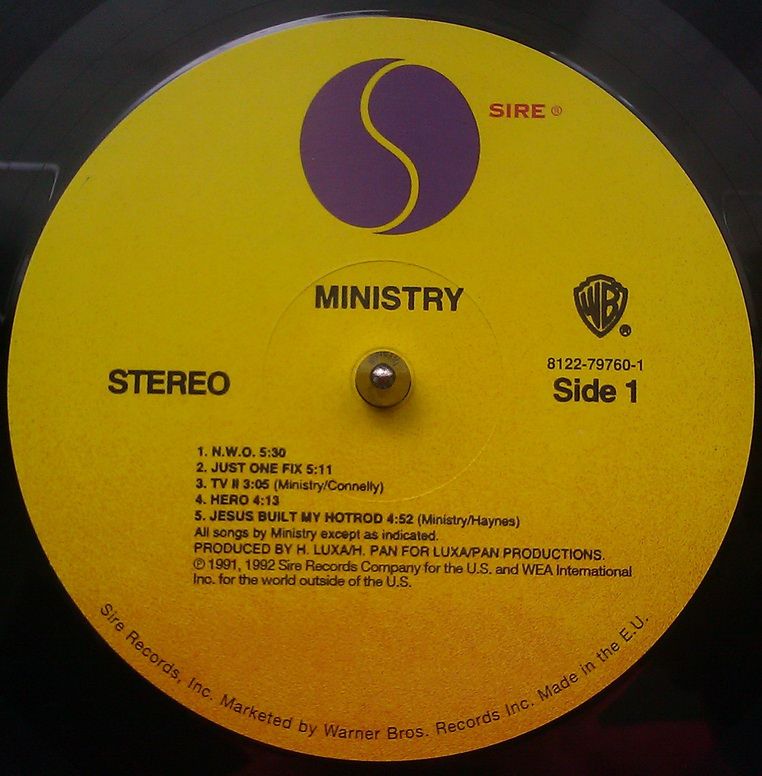 SIRE ®
MINISTRY
WB ®
8122-79760-1
STEREO
Side 1
1. N.W.O. 5:30
2. JUST ONE FIX 5:11
3. TV II 3:05 (Ministry/Connelly)
4. HERO 4:13
5. JESUS BUILT MY HOTROD 4:52 (Ministry/Haynes)
All songs by Ministry except as indicated.
PRODUCED BY H. LUXA/H. PAN FOR LUXA/PAN PRODUCTIONS.
℗ 1991, 1992 Sire Records Company for the U.S. and WEA International
Inc. for the world outside of the U.S.
Sire Records, Inc. Marketed by Warner Bros. Records Inc. Made in the E.U.